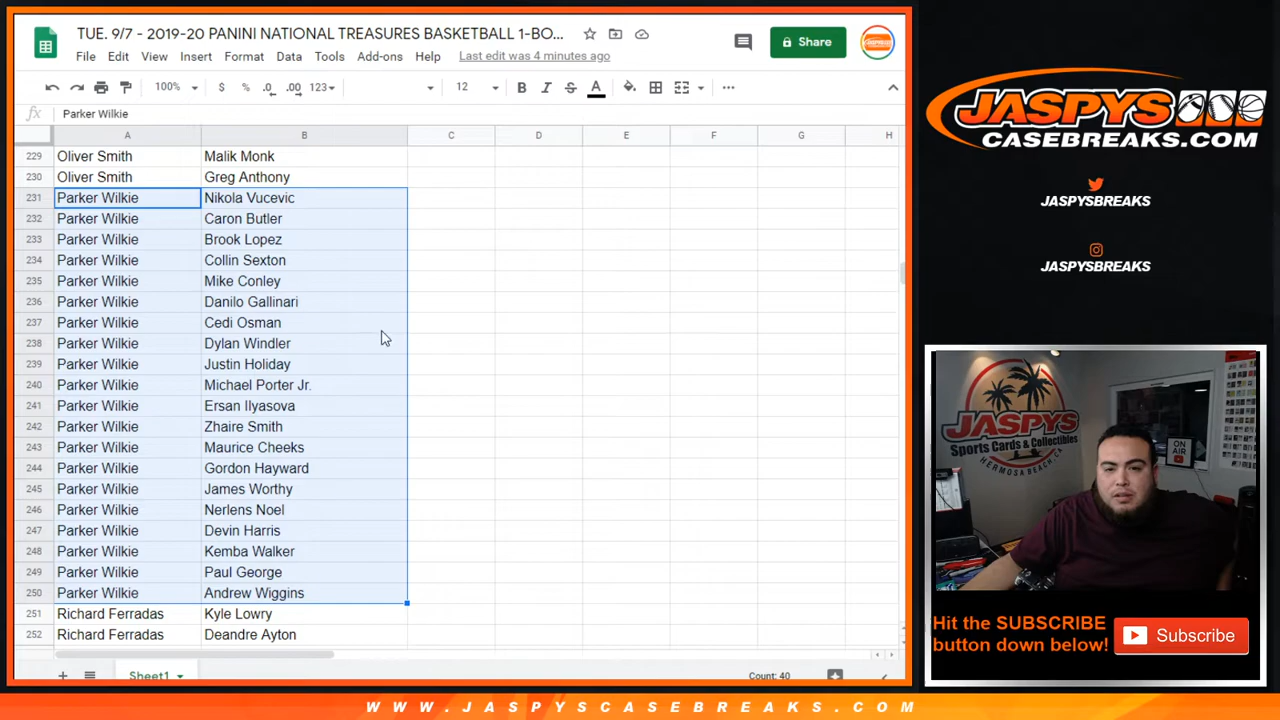 TUE. 9/7 - 2019-20 PANINI NATIONAL TREASURES BASKETBALL 1-BO...
Share
File Edit View Insert Format Data Tools Add-ons Help Last edit was 4 minutes ago
100% $ % .0 .00 123 12 B I S A
fx Parker Wilkie
A B C D E F G H
229 Oliver Smith Malik Monk
230 Oliver Smith Greg Anthony
231 Parker Wilkie Nikola Vucevic
232 Parker Wilkie Caron Butler
233 Parker Wilkie Brook Lopez
234 Parker Wilkie Collin Sexton
235 Parker Wilkie Mike Conley
236 Parker Wilkie Danilo Gallinari
237 Parker Wilkie Cedi Osman
238 Parker Wilkie Dylan Windler
239 Parker Wilkie Justin Holiday
240 Parker Wilkie Michael Porter Jr.
241 Parker Wilkie Ersan Ilyasova
242 Parker Wilkie Zhaire Smith
243 Parker Wilkie Maurice Cheeks
244 Parker Wilkie Gordon Hayward
245 Parker Wilkie James Worthy
246 Parker Wilkie Nerlens Noel
247 Parker Wilkie Devin Harris
248 Parker Wilkie Kemba Walker
249 Parker Wilkie Paul George
250 Parker Wilkie Andrew Wiggins
251 Richard Ferradas Kyle Lowry
252 Richard Ferradas Deandre Ayton
Sheet1
Count: 40
JASPYS
CASEBREAKS.COM
JASPYSBREAKS
JASPYSBREAKS
JASPYS
Sports Cards & Collectibles
HERMOSA BEACH, CA
ON AIR
Hit the SUBSCRIBE
button down below!
Subscribe
WWW.JASPYSCASEBREAKS.COM